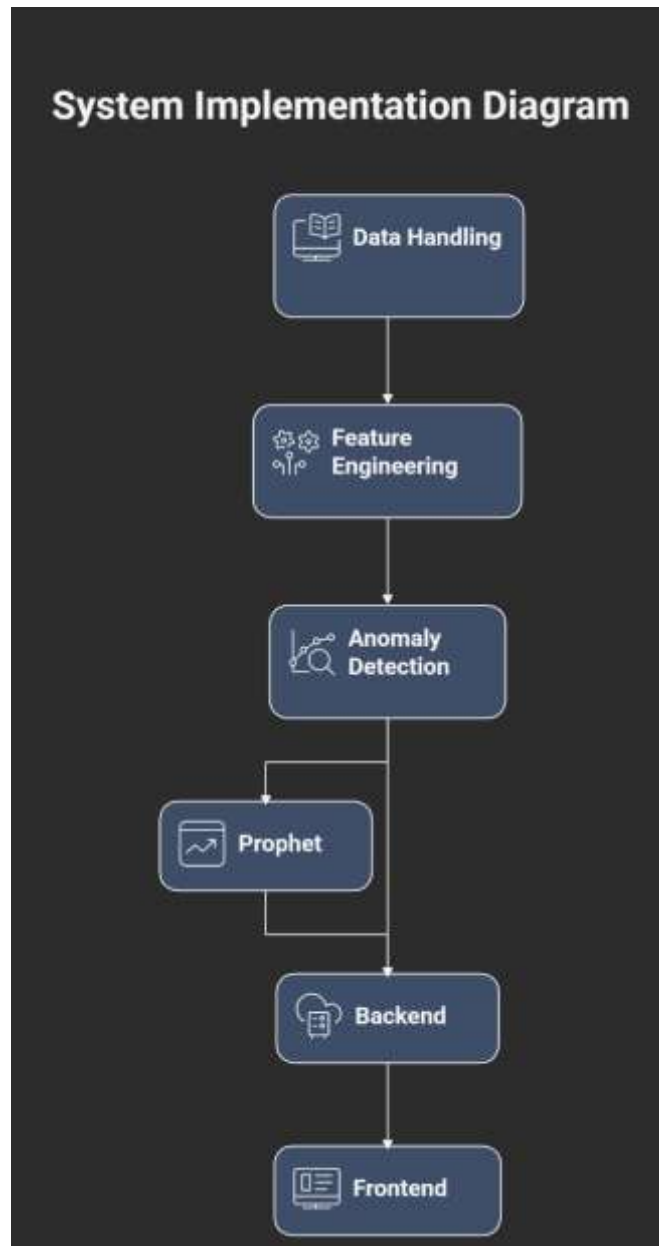 System Implementation Diagram
Data Handling
Feature
Engineering
Anomaly
Detection
Prophet
Backend
Frontend